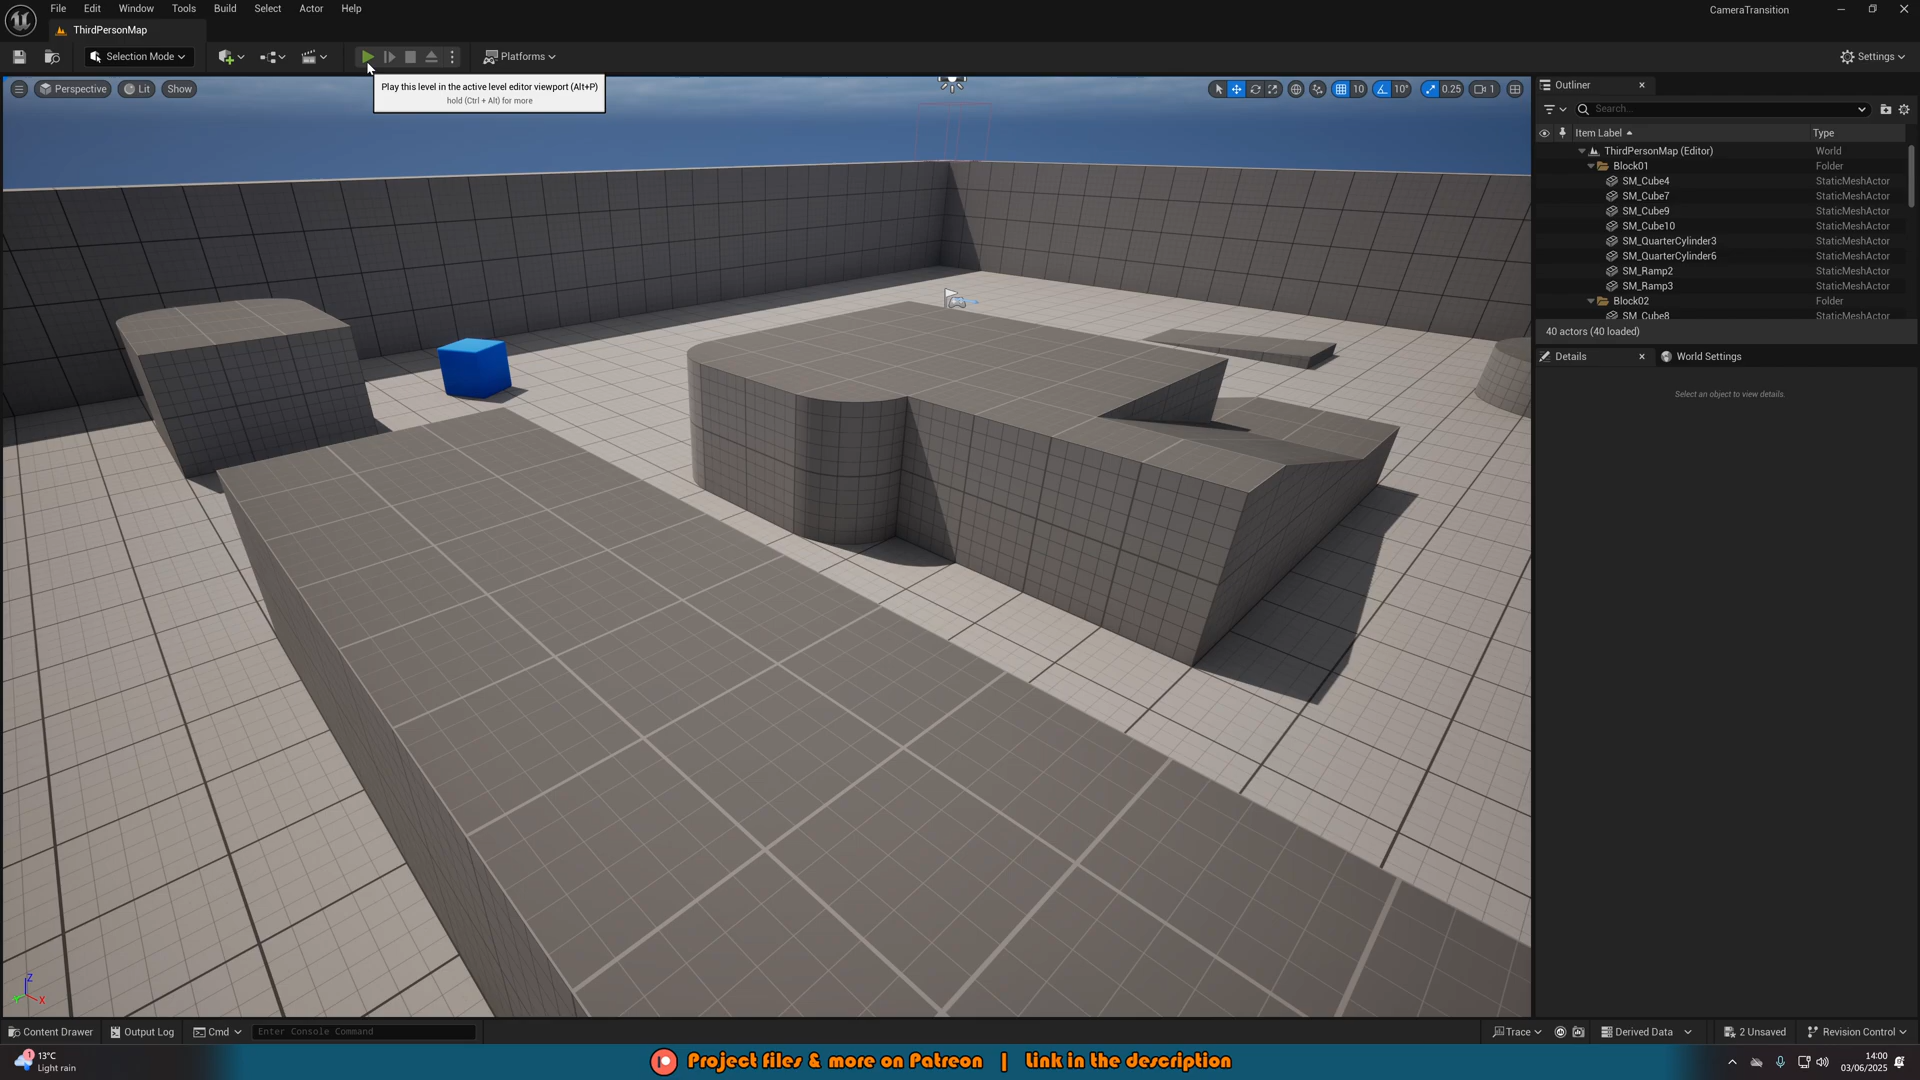 File Edit Window Tools Build Select Actor Help
CameraTransition
ThirdPersonMap
Selection Mode
Platforms
Settings
Play this level in the active level editor viewport (Alt+P)
hold (Ctrl + Alt) for more
Perspective Lit Show
10 10° 0.25 1
Outliner
Search...
Item Label Type
ThirdPersonMap (Editor) World
Block01 Folder
SM_Cube4 StaticMeshActor
SM_Cube7 StaticMeshActor
SM_Cube9 StaticMeshActor
SM_Cube10 StaticMeshActor
SM_QuarterCylinder3 StaticMeshActor
SM_QuarterCylinder6 StaticMeshActor
SM_Ramp2 StaticMeshActor
SM_Ramp3 StaticMeshActor
Block02 Folder
SM_Cube8 StaticMeshActor
40 actors (40 loaded)
Details World Settings
Select an object to view details.
Z
Y X
Content Drawer Output Log Cmd Enter Console Command
Trace Derived Data 2 Unsaved Revision Control
1 13°C
Light rain
Project files & more on Patreon | Link in the description
14:00
03/06/2025